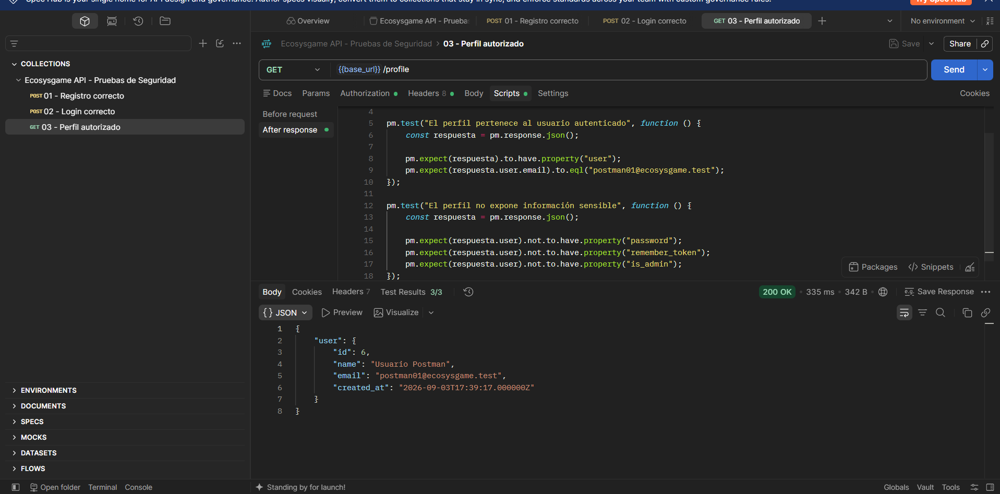 Spec Hub is your single home for API design and governance. Author specs visually, convert them to collections that stay in sync, and enforce standards across your team with custom governance rules.
Try Spec Hub
Overview
Ecosysgame API - Prueba
POST 01 - Registro correcto
POST 02 - Login correcto
GET 03 - Perfil autorizado
No environment
Ecosysgame API - Pruebas de Seguridad > 03 - Perfil autorizado
Save
Share
COLLECTIONS
Ecosysgame API - Pruebas de Seguridad
POST 01 - Registro correcto
POST 02 - Login correcto
GET 03 - Perfil autorizado
HTTP
GET
{{base_url}} /profile
Send
Docs
Params
Authorization
Headers 8
Body
Scripts
Settings
Cookies
Before request
After response
4
5 pm.test("El perfil pertenece al usuario autenticado", function () {
6 const respuesta = pm.response.json();
7
8 pm.expect(respuesta).to.have.property("user");
9 pm.expect(respuesta.user.email).to.eql("postman01@ecosysgame.test");
10 });
11
12 pm.test("El perfil no expone información sensible", function () {
13 const respuesta = pm.response.json();
14
15 pm.expect(respuesta.user).not.to.have.property("password");
16 pm.expect(respuesta.user).not.to.have.property("remember_token");
17 pm.expect(respuesta.user).not.to.have.property("is_admin");
18 });
Packages
</> Snippets
Body
Cookies
Headers 7
Test Results 3/3
200 OK
335 ms
342 B
e.g. Save Response
{} JSON
Preview
Visualize
1 {
2 "user": {
3 "id": 6,
4 "name": "Usuario Postman",
5 "email": "postman01@ecosysgame.test",
6 "created_at": "2026-09-03T17:39:17.000000Z"
7 }
8 }
ENVIRONMENTS
DOCUMENTS
SPECS
MOCKS
DATASETS
FLOWS
Open folder
Terminal
Console
Standing by for launch!
Globals
Vault
Tools